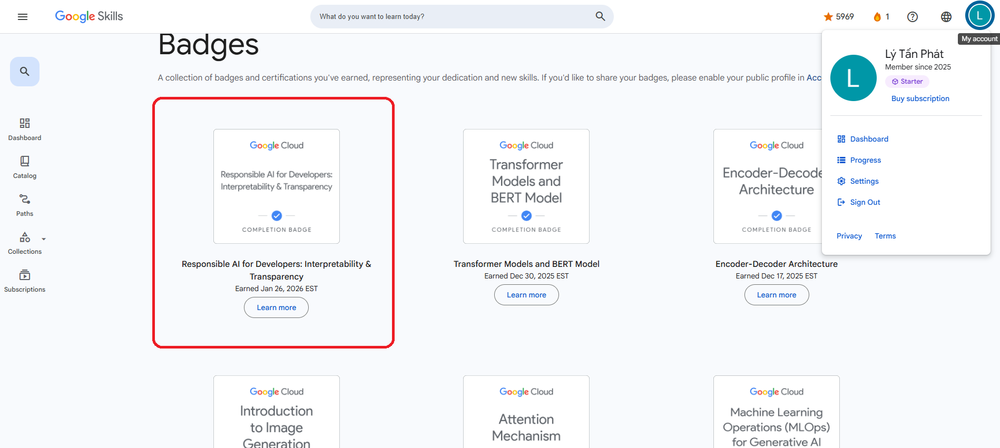 Google Skills
What do you want to learn today?
5969
1
L
My account
Badges
A collection of badges and certifications you've earned, representing your dedication and new skills. If you'd like to share your badges, please enable your public profile in Acc
L
Lý Tấn Phát
Member since 2025
Starter
Buy subscription
Dashboard
Progress
Settings
Sign Out
Privacy Terms
Dashboard
Catalog
Paths
Collections
Subscriptions
Google Cloud
Responsible AI for Developers:
Interpretability & Transparency
COMPLETION BADGE
Responsible AI for Developers: Interpretability &
Transparency
Earned Jan 26, 2026 EST
Learn more
Google Cloud
Transformer
Models and
BERT Model
COMPLETION BADGE
Transformer Models and BERT Model
Earned Dec 30, 2025 EST
Learn more
Google Cloud
Encoder-Decode
Architecture
COMPLETION BADGE
Encoder-Decoder Architecture
Earned Dec 17, 2025 EST
Learn more
Google Cloud
Introduction
to Image
Generation
Google Cloud
Attention
Mechanism
Google Cloud
Machine Learning
Operations (MLOps)
for Generative AI